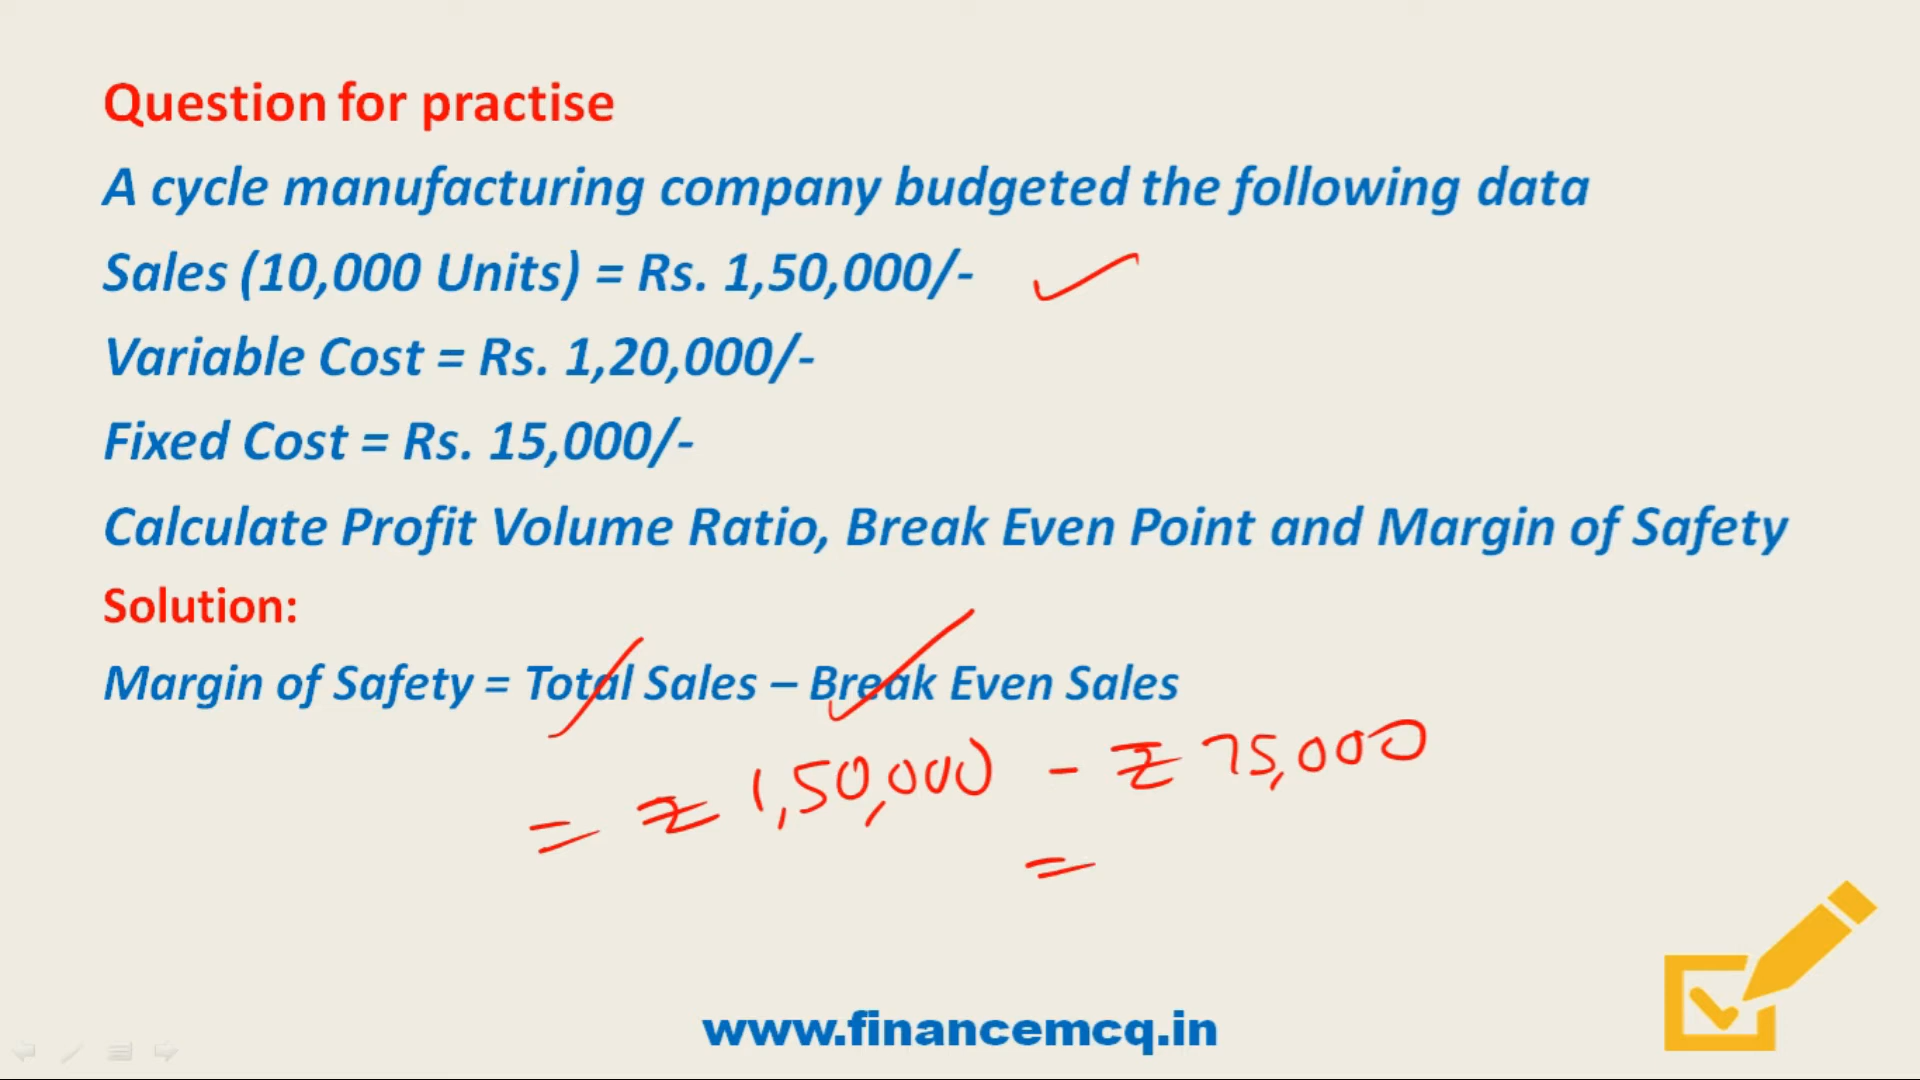 Question for practise
A cycle manufacturing company budgeted the following data
Sales (10,000 Units) = Rs. 1,50,000/-
Variable Cost = Rs. 1,20,000/-
Fixed Cost = Rs. 15,000/-
Calculate Profit Volume Ratio, Break Even Point and Margin of Safety
Solution:
Margin of Safety = Total Sales – Break Even Sales
= ₹ 1,50,000 - ₹ 75,000
=
www.financemcq.in